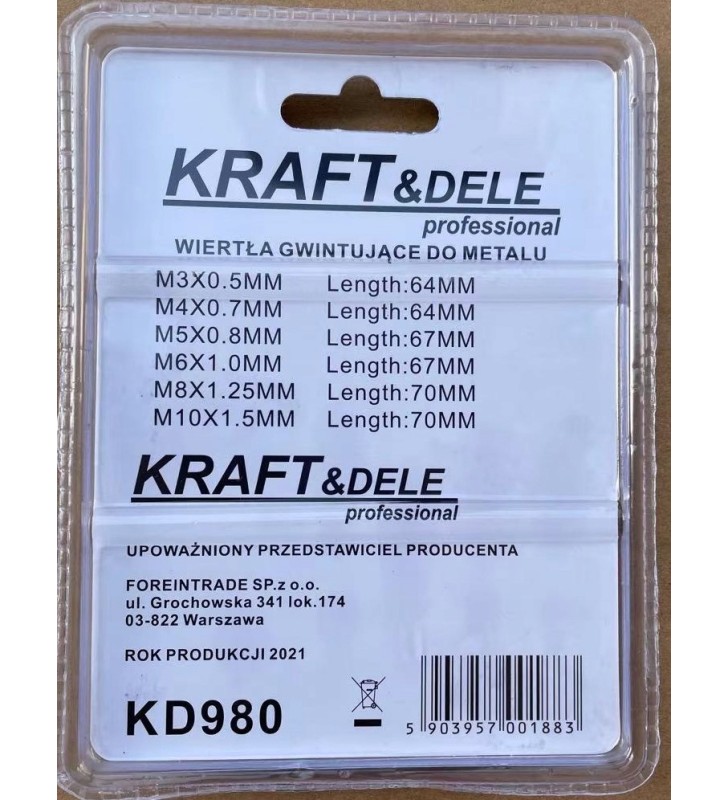 KRAFT&DELE
professional
WIERTŁA GWINTUJĄCE DO METALU
M3X0.5MM Length:64MM
M4X0.7MM Length:64MM
M5X0.8MM Length:67MM
M6X1.0MM Length:67MM
M8X1.25MM Length:70MM
M10X1.5MM Length:70MM
KRAFT&DELE
professional
UPOWAŻNIONY PRZEDSTAWICIEL PRODUCENTA
FOREINTRADE SP.z o.o.
ul. Grochowska 341 lok.174
03-822 Warszawa
ROK PRODUKCJI 2021
KD980
5 903957 001883